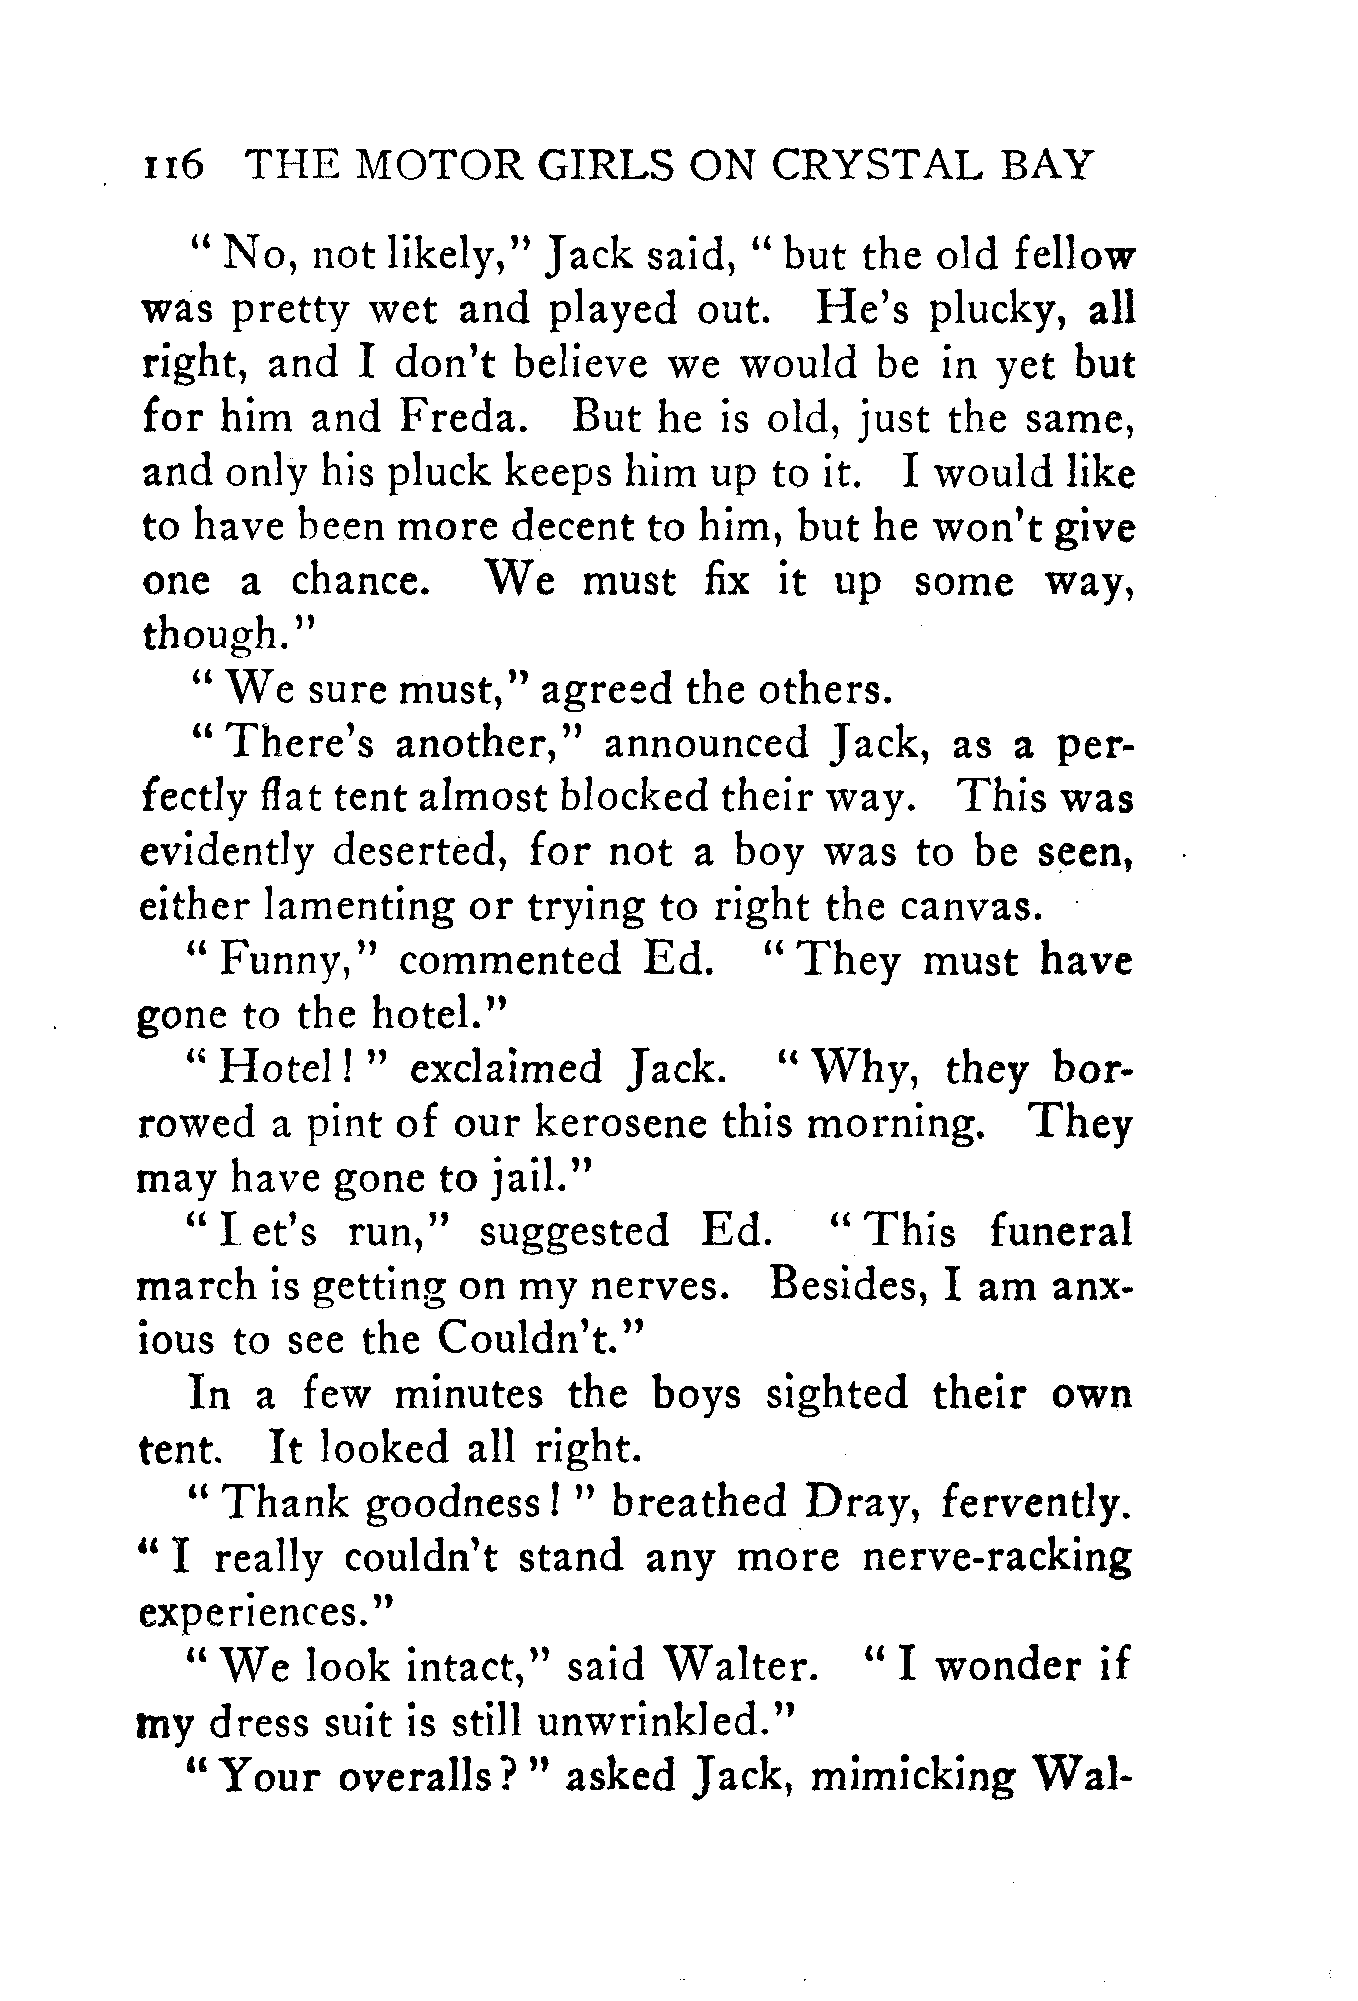 116 THE MOTOR GIRLS ON CRYSTAL BAY
" No, not likely," Jack said, " but the old fellow
was pretty wet and played out. He's plucky, all
right, and I don't believe we would be in yet but
for him and Freda. But he is old, just the same,
and only his pluck keeps him up to it. I would like
to have been more decent to him, but he won't give
one a chance. We must fix it up some way,
though."
" We sure must," agreed the others.
" There's another," announced Jack, as a per-
fectly flat tent almost blocked their way. This was
evidently deserted, for not a boy was to be seen,
either lamenting or trying to right the canvas.
" Funny," commented Ed. " They must have
gone to the hotel."
" Hotel! " exclaimed Jack. " Why, they bor-
rowed a pint of our kerosene this morning. They
may have gone to jail."
" Let's run," suggested Ed. " This funeral
march is getting on my nerves. Besides, I am anx-
ious to see the Couldn't."
In a few minutes the boys sighted their own
tent. It looked all right.
" Thank goodness! " breathed Dray, fervently.
" I really couldn't stand any more nerve-racking
experiences."
" We look intact," said Walter. " I wonder if
my dress suit is still unwrinkled."
" Your overalls? " asked Jack, mimicking Wal-